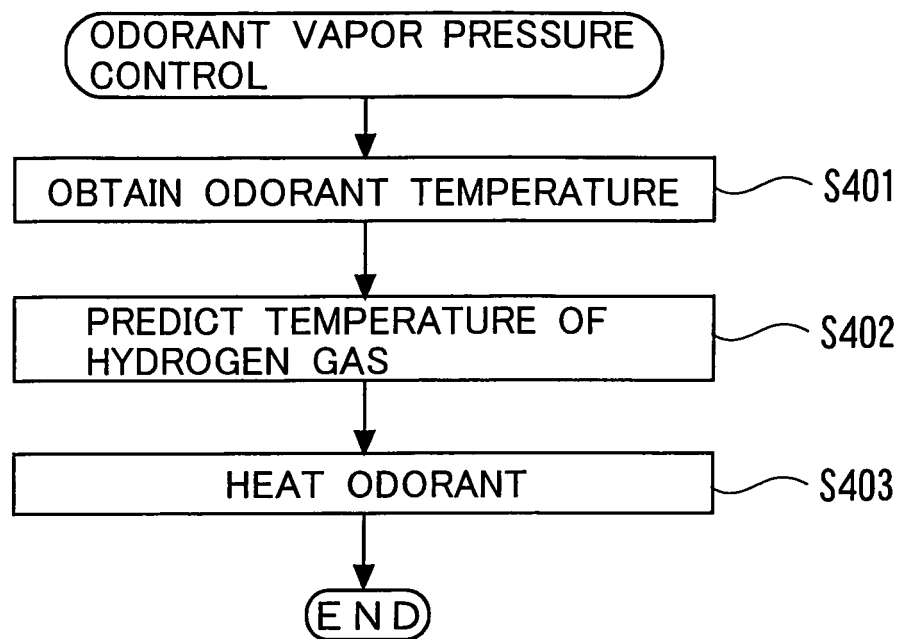 ODORANT VAPOR PRESSURE
CONTROL
OBTAIN ODORANT TEMPERATURE
S401
PREDICT TEMPERATURE OF
HYDROGEN GAS
S402
HEAT ODORANT
S403
END